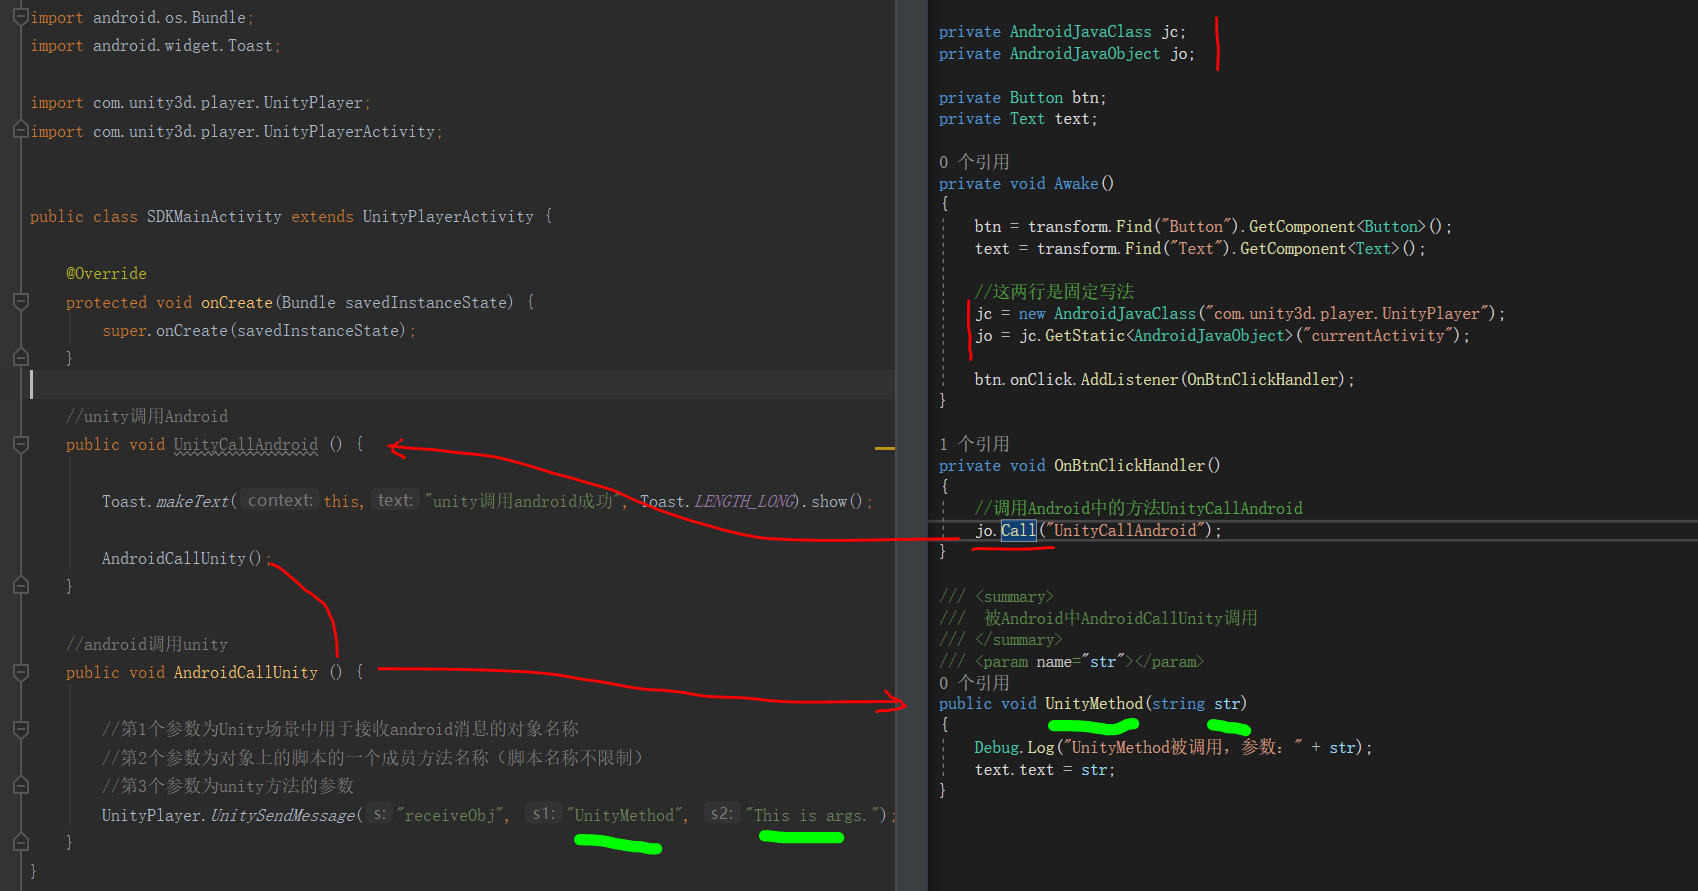 import android.os.Bundle;
import android.widget.Toast;
import com.unity3d.player.UnityPlayer;
import com.unity3d.player.UnityPlayerActivity;
public class SDKMainActivity extends UnityPlayerActivity {
@Override
protected void onCreate(Bundle savedInstanceState) {
super.onCreate(savedInstanceState);
}
//unity调用Android
public void UnityCallAndroid () {
Toast.makeText( context: this, text: "unity调用android成功", Toast.LENGTH_LONG).show();
AndroidCallUnity();
}
//android调用unity
public void AndroidCallUnity () {
//第1个参数为Unity场景中用于接收android消息的对象名称
//第2个参数为对象上的脚本的一个成员方法名称（脚本名称不限制）
//第3个参数为unity方法的参数
UnityPlayer.UnitySendMessage( s: "receiveObj", s1: "UnityMethod", s2: "This is args.");
}
}
private AndroidJavaClass jc;
private AndroidJavaObject jo;
private Button btn;
private Text text;
0 个引用
private void Awake()
{
btn = transform.Find("Button").GetComponent<Button>();
text = transform.Find("Text").GetComponent<Text>();
//这两行是固定写法
jc = new AndroidJavaClass("com.unity3d.player.UnityPlayer");
jo = jc.GetStatic<AndroidJavaObject>("currentActivity");
btn.onClick.AddListener(OnBtnClickHandler);
}
1 个引用
private void OnBtnClickHandler()
{
//调用Android中的方法UnityCallAndroid
jo.Call("UnityCallAndroid");
}
/// <summary>
/// 被Android中AndroidCallUnity调用
/// </summary>
/// <param name="str"></param>
0 个引用
public void UnityMethod(string str)
{
Debug.Log("UnityMethod被调用，参数：" + str);
text.text = str;
}